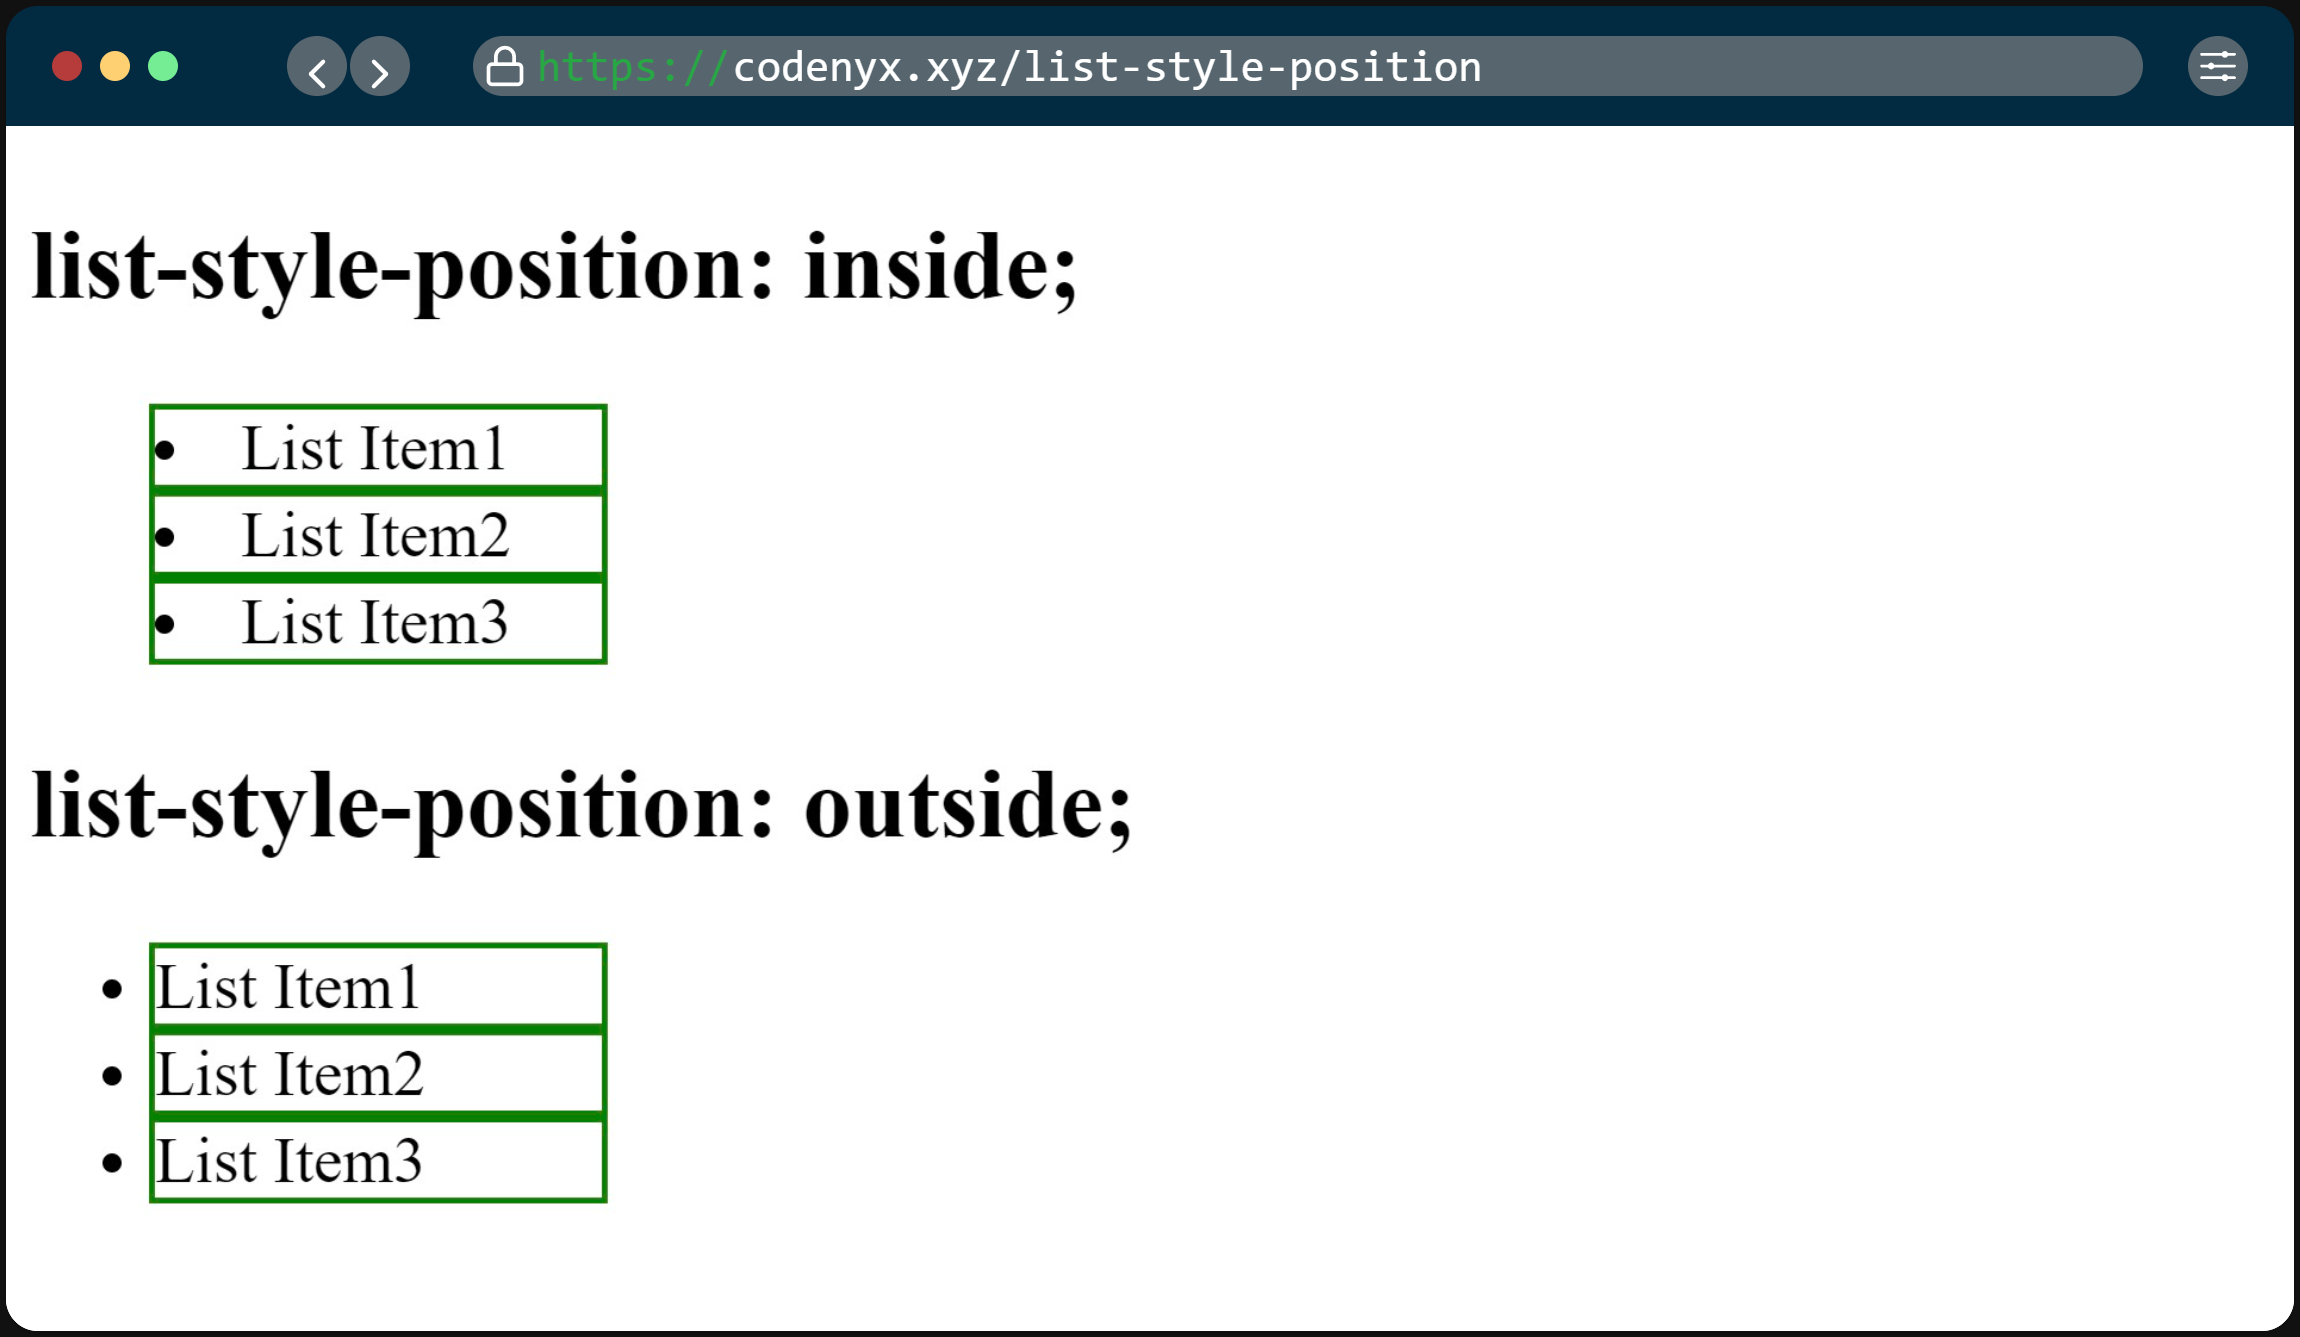 https://codenyx.xyz/list-style-position
list-style-position: inside;
• List Item1
• List Item2
• List Item3
list-style-position: outside;
• List Item1
• List Item2
• List Item3